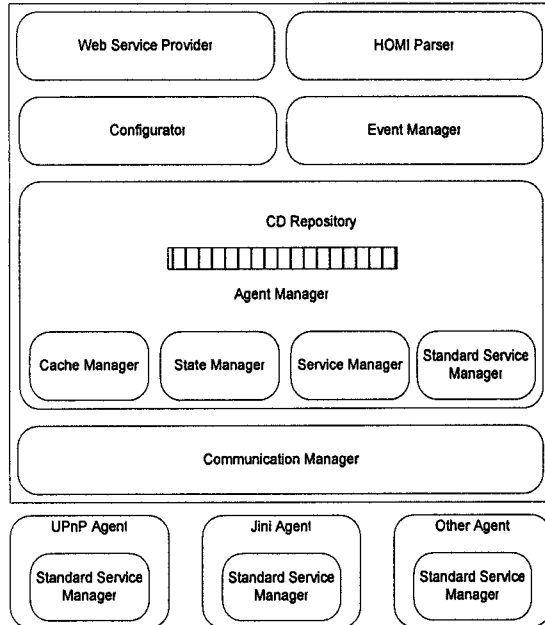 Web Service Provider
HOMI Parser
Configurator
Event Manager
CD Repository
Agent Manager
Cache Manager
State Manager
Service Manager
Standard Service
Manager
Communication Manager
UPnP Agent
Jini Agent
Other Agent
Standard Service
Manager
Standard Service
Manager
Standard Service
Manager